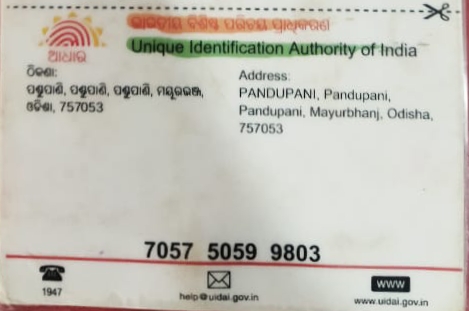 ଭାରତୀୟ ବିଶିଷ୍ଟ ପରିଚୟ ପ୍ରାଧିକରଣ
Unique Identification Authority of India
ଆଧାର
ଠିକଣା:
ପଣ୍ଡୁପାଣି, ପଣ୍ଡୁପାଣି, ପଣ୍ଡୁପାଣି, ମୟୂରଭଞ୍ଜ,
ଓଡିଶା, 757053
Address:
PANDUPANI, Pandupani,
Pandupani, Mayurbhanj, Odisha,
757053
7057 5059 9803
1947
help@uidai.gov.in
www
www.uidai.gov.in